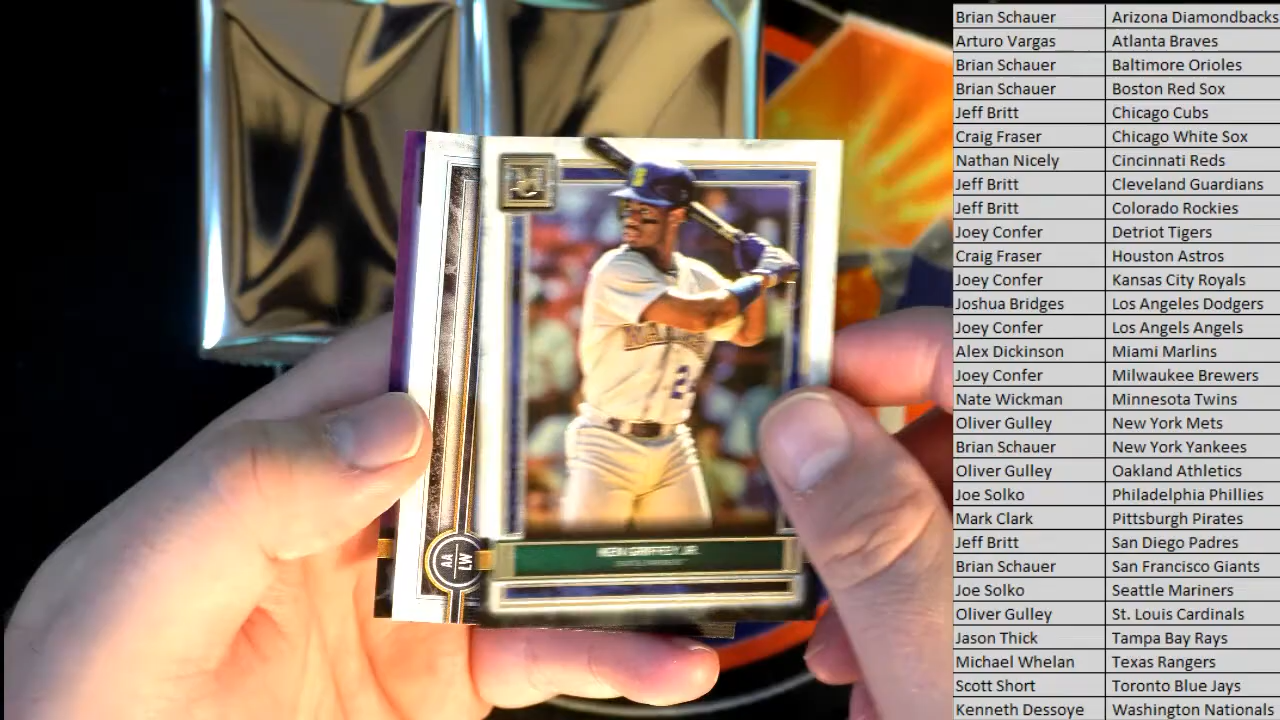 Brian Schauer Arizona Diamondbacks
Arturo Vargas Atlanta Braves
Brian Schauer Baltimore Orioles
Brian Schauer Boston Red Sox
Jeff Britt Chicago Cubs
Craig Fraser Chicago White Sox
Nathan Nicely Cincinnati Reds
Jeff Britt Cleveland Guardians
Jeff Britt Colorado Rockies
Joey Confer Detriot Tigers
Craig Fraser Houston Astros
Joey Confer Kansas City Royals
Joshua Bridges Los Angeles Dodgers
Joey Confer Los Angels Angels
Alex Dickinson Miami Marlins
Joey Confer Milwaukee Brewers
Nate Wickman Minnesota Twins
Oliver Gulley New York Mets
Brian Schauer New York Yankees
Oliver Gulley Oakland Athletics
Joe Solko Philadelphia Phillies
Mark Clark Pittsburgh Pirates
Jeff Britt San Diego Padres
Brian Schauer San Francisco Giants
Joe Solko Seattle Mariners
Oliver Gulley St. Louis Cardinals
Jason Thick Tampa Bay Rays
Michael Whelan Texas Rangers
Scott Short Toronto Blue Jays
Kenneth Dessoye Washington Nationals
KEN GRIFFEY JR.
AA
LW